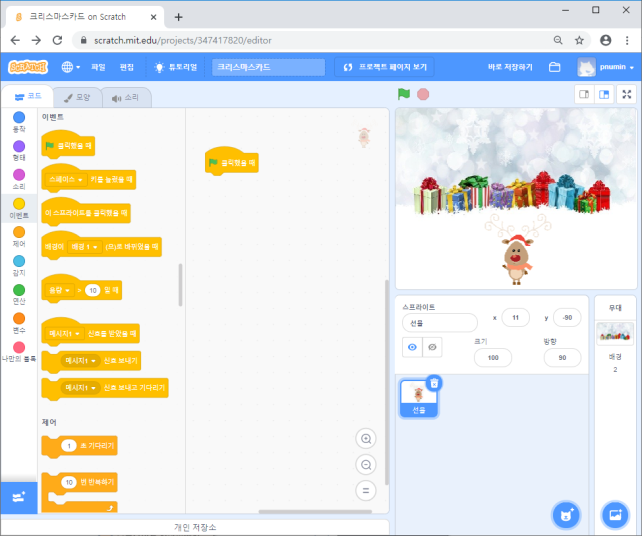 크리스마스카드 on Scratch
scratch.mit.edu/projects/347417820/editor
SCRATCH
파일
편집
튜토리얼
크리스마스카드
프로젝트 페이지 보기
바로 저장하기
pnumin
코드
모양
소리
동작
형태
소리
이벤트
제어
감지
연산
변수
나만의 블록
이벤트
클릭했을 때
스페이스 키를 눌렀을 때
이 스프라이트를 클릭했을 때
배경이 배경 1 (으)로 바뀌었을 때
음량 > 10 일 때
메시지1 신호를 받았을 때
메시지1 신호 보내기
메시지1 신호 보내고 기다리기
제어
1 초 기다리기
10 번 반복하기
클릭했을 때
개인 저장소
스프라이트
선물
x 11
y -90
크기
100
방향
90
선물
무대
배경
2